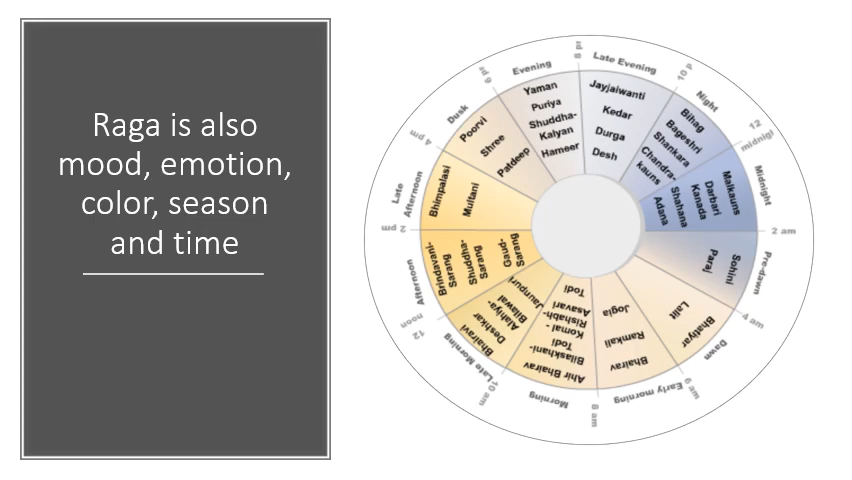 Raga is also
mood, emotion,
color, season
and time
8 pm
Late Evening
Jayjaiwanti
Kedar
Durga
Desh
10 p
Night
Bihag
Bageshri
Shankara
Chandra-
kauns
12
midnigl
Midnight
Malkauns
Darbari
Kanada
Shahana
Adana
2 am
Pre-dawn
Sohini
Paraj
4 am
Dawn
Bhatiyar
Lalit
6 am
Early morning
Bhairav
Ramkali
Jogia
8 am
Morning
Ahir Bhairav
Bilaskhani-
Todi
Komal -
Rishabh-
Asavari
Todi
10 am
Late Morning
Bhairavi
Deshkar
Alahiya-
Bilawal
Jaunpuri
12
noon
Afternoon
Brindavani-
Sarang
Shuddha-
Sarang
Gaud-
Sarang
2 pm
Late
Afternoon
Bhimpalasi
Multani
4 pm
Dusk
Poorvi
Shree
Patdeep
6 pr
Evening
Yaman
Puriya
Shuddha-
Kalyan
Hameer